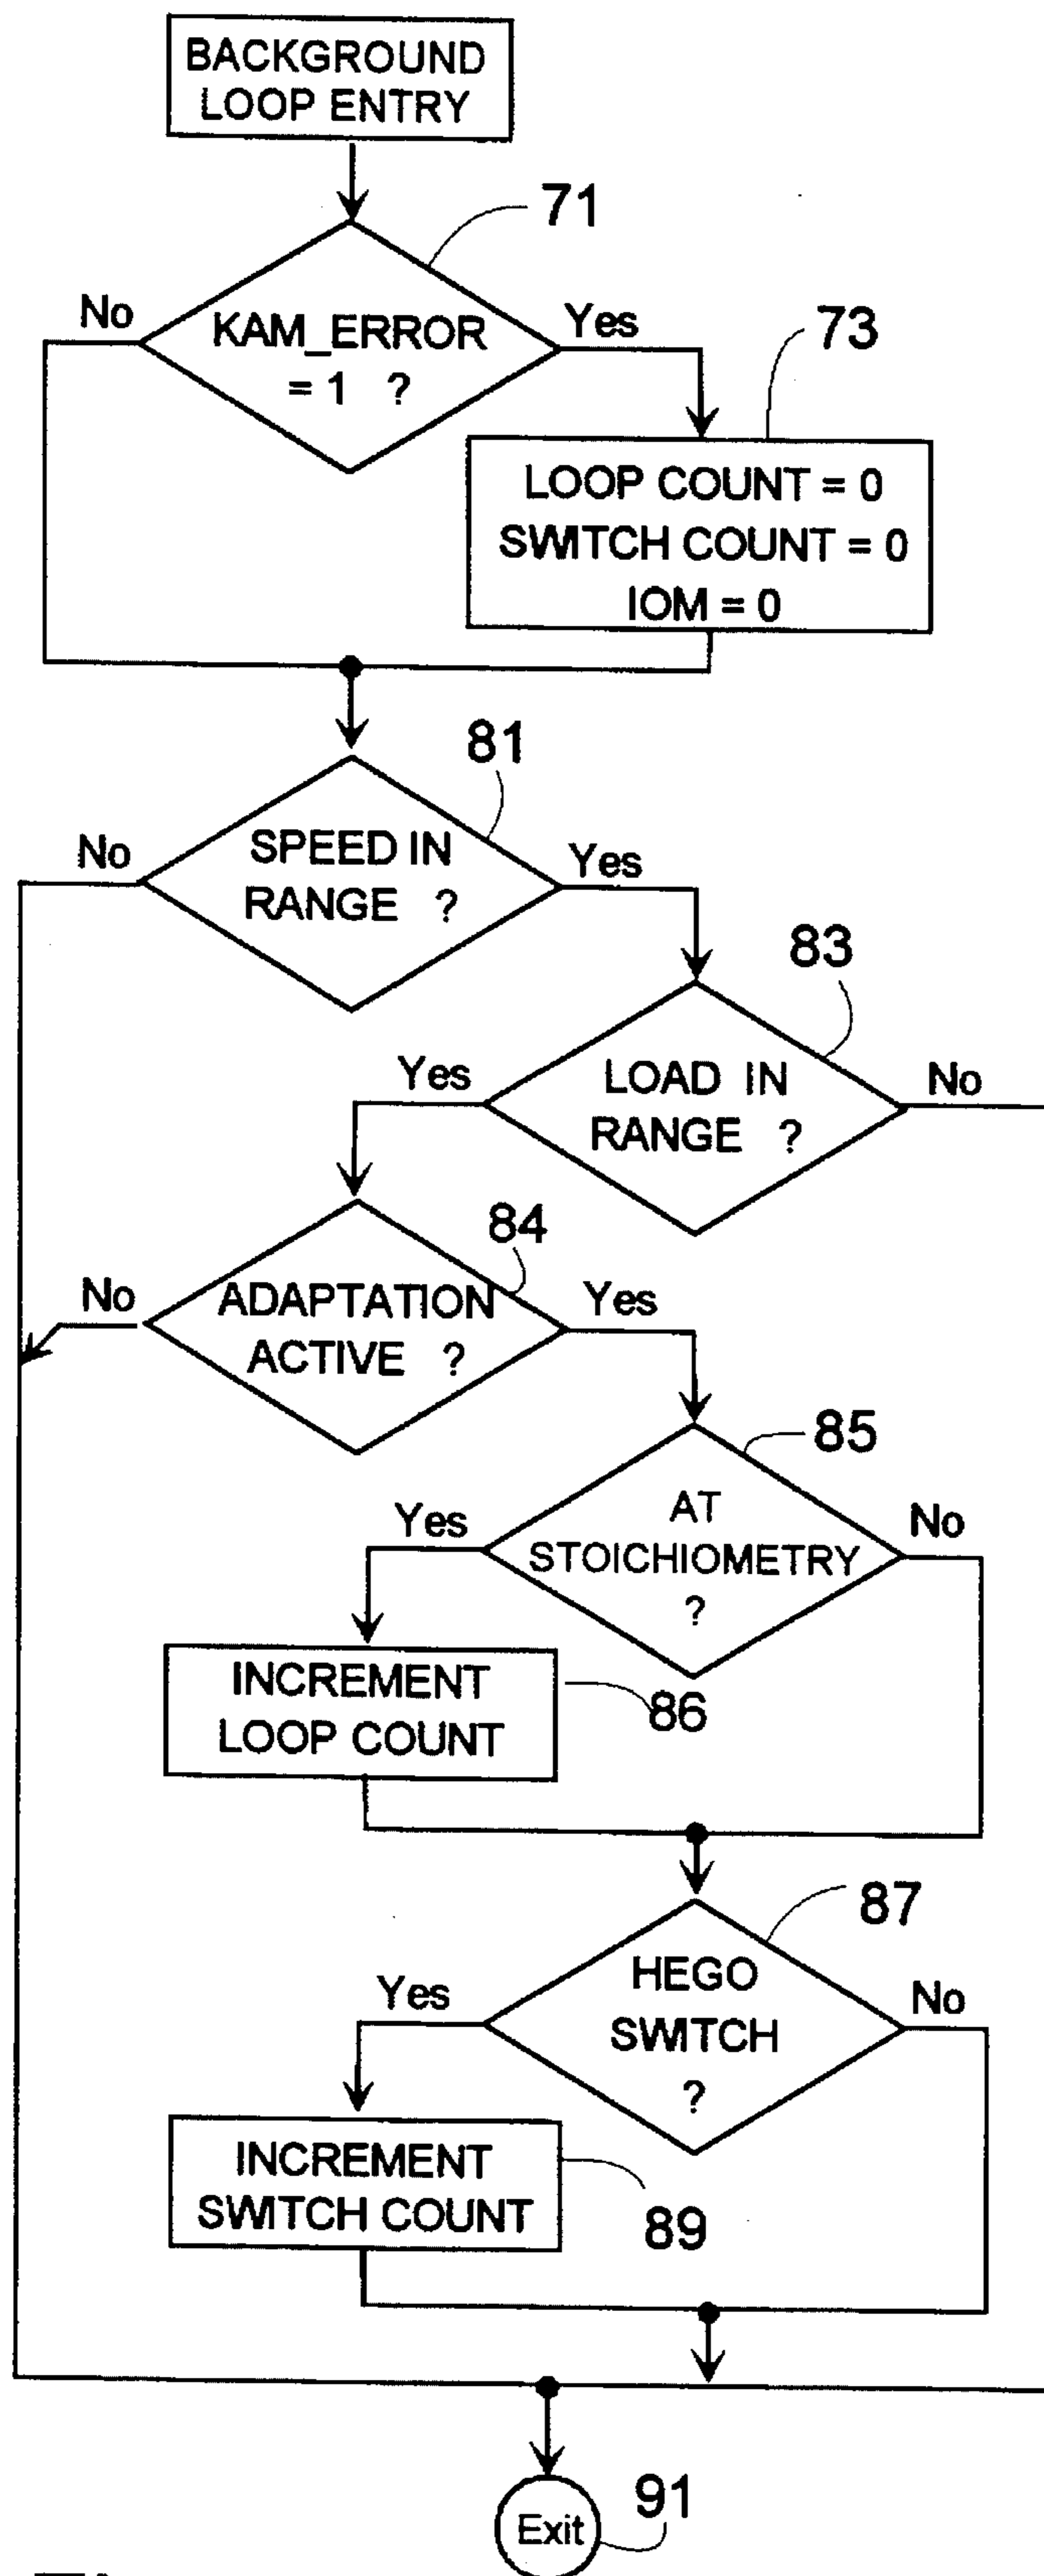 BACKGROUND
LOOP ENTRY
71
No
KAM_ERROR
= 1 ?
Yes
73
LOOP COUNT = 0
SWITCH COUNT = 0
IOM = 0
81
No
SPEED IN
RANGE ?
Yes
83
Yes
LOAD IN
RANGE ?
No
84
No
ADAPTATION
ACTIVE ?
Yes
85
Yes
AT
STOICHIOMETRY
?
No
INCREMENT
LOOP COUNT
86
87
Yes
HEGO
SWITCH
?
No
INCREMENT
SWITCH COUNT
89
Exit
91